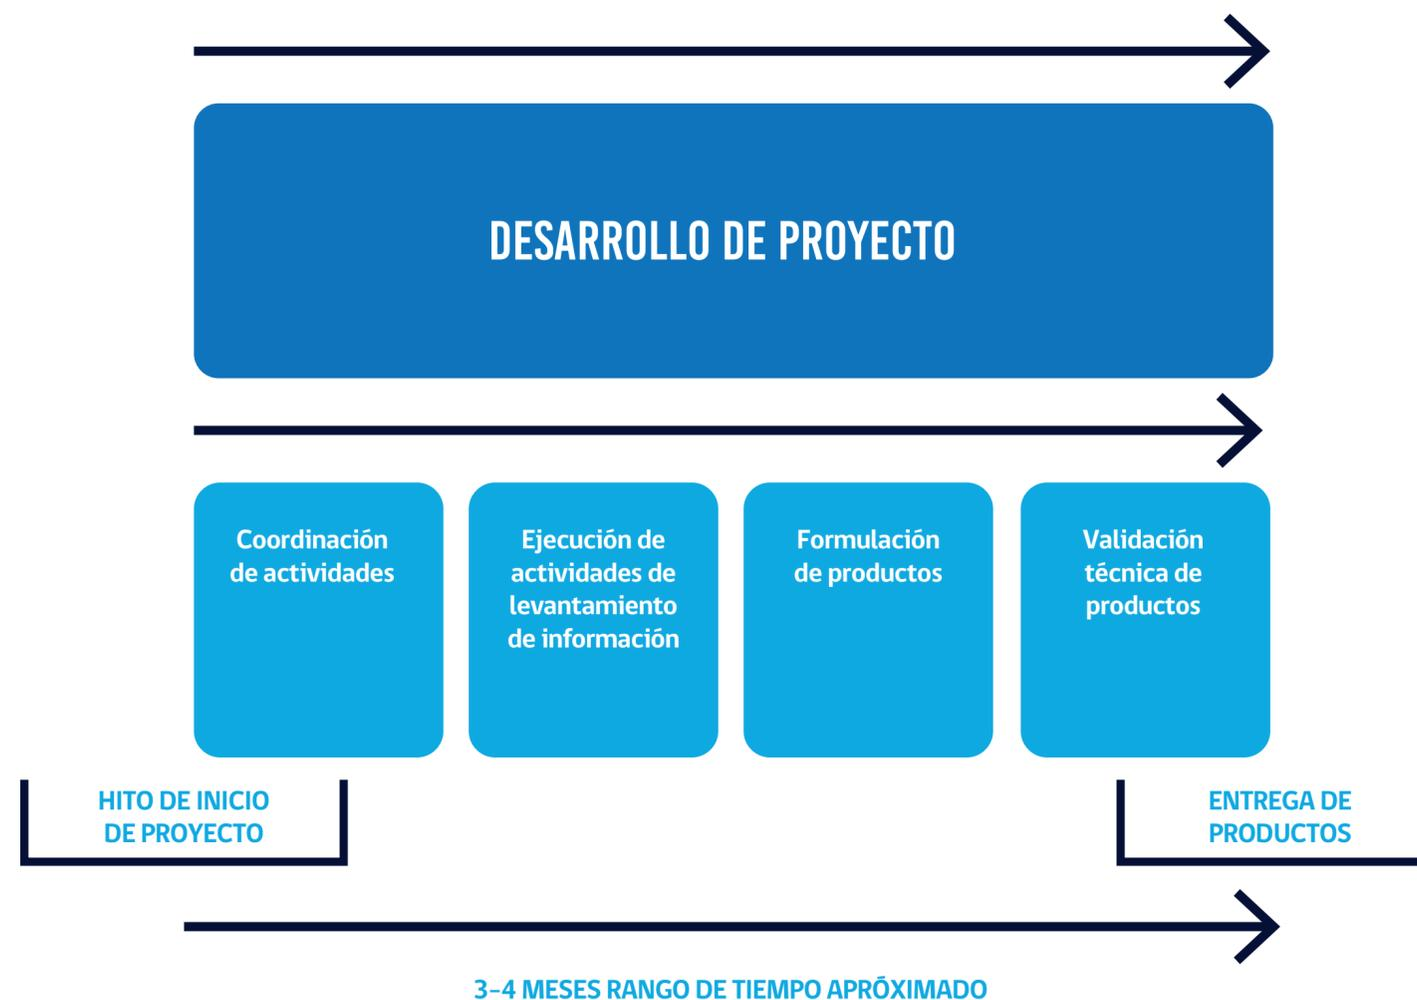 DESARROLLO DE PROYECTO
Coordinación
de actividades
Ejecución de
actividades de
levantamiento
de información
Formulación
de productos
Validación
técnica de
productos
HITO DE INICIO
DE PROYECTO
ENTREGA DE
PRODUCTOS
3-4 MESES RANGO DE TIEMPO APRÓXIMADO